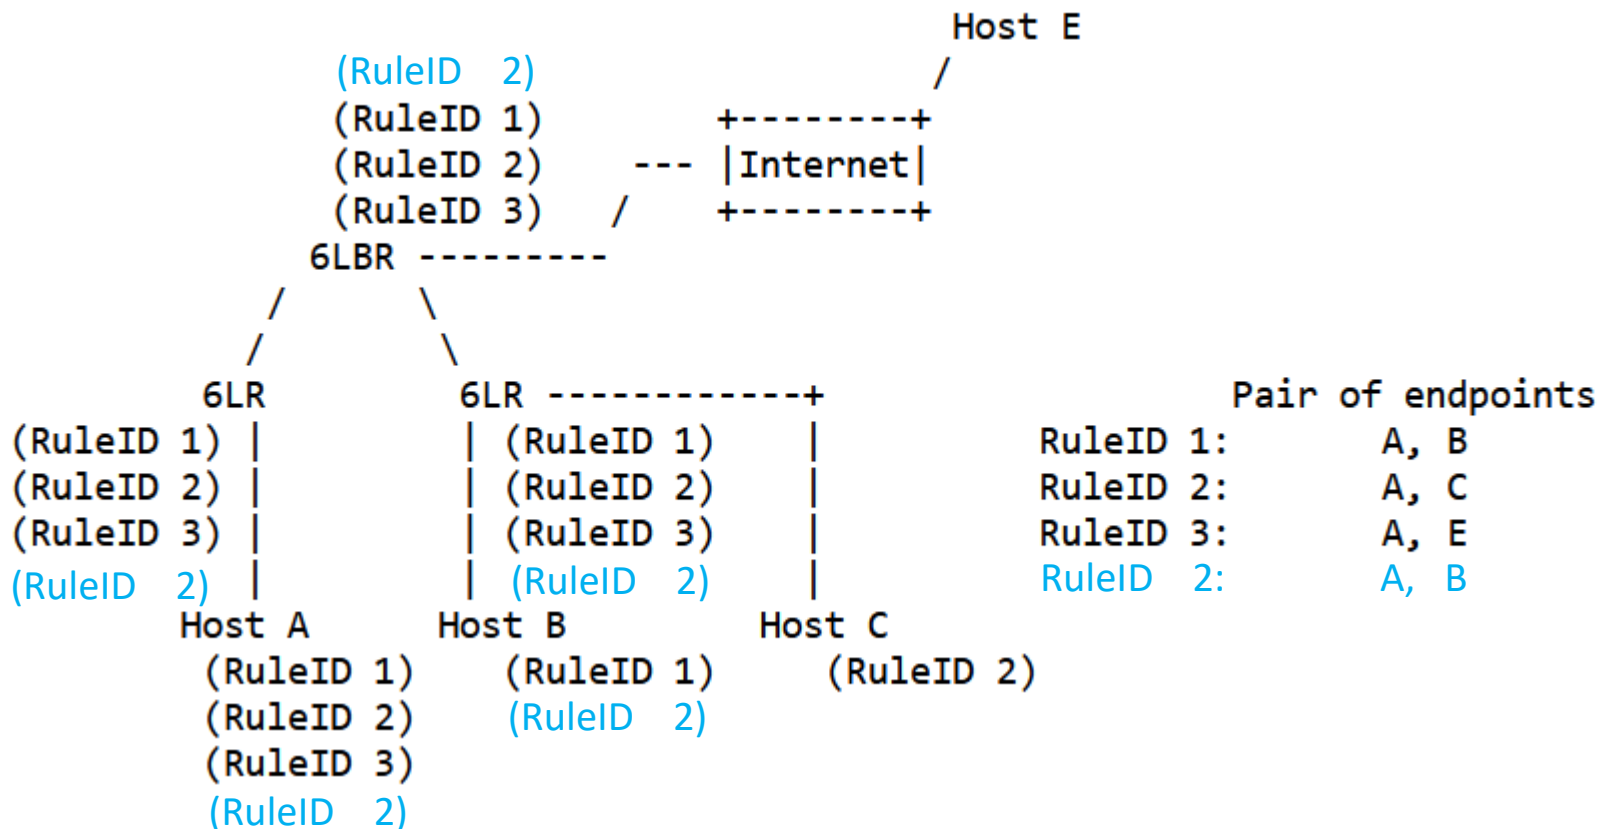 Host E
(RuleID 2) /
(RuleID 1) +--------+
(RuleID 2) --- |Internet|
(RuleID 3) / +--------+
6LBR ---------
/ \
/ \
6LR 6LR ------------+ Pair of endpoints
(RuleID 1) | | (RuleID 1) | RuleID 1: A, B
(RuleID 2) | | (RuleID 2) | RuleID 2: A, C
(RuleID 3) | | (RuleID 3) | RuleID 3: A, E
(RuleID 2) | | (RuleID 2) | RuleID 2: A, B
Host A Host B Host C
(RuleID 1) (RuleID 1) (RuleID 2)
(RuleID 2) (RuleID 2)
(RuleID 3)
(RuleID 2)